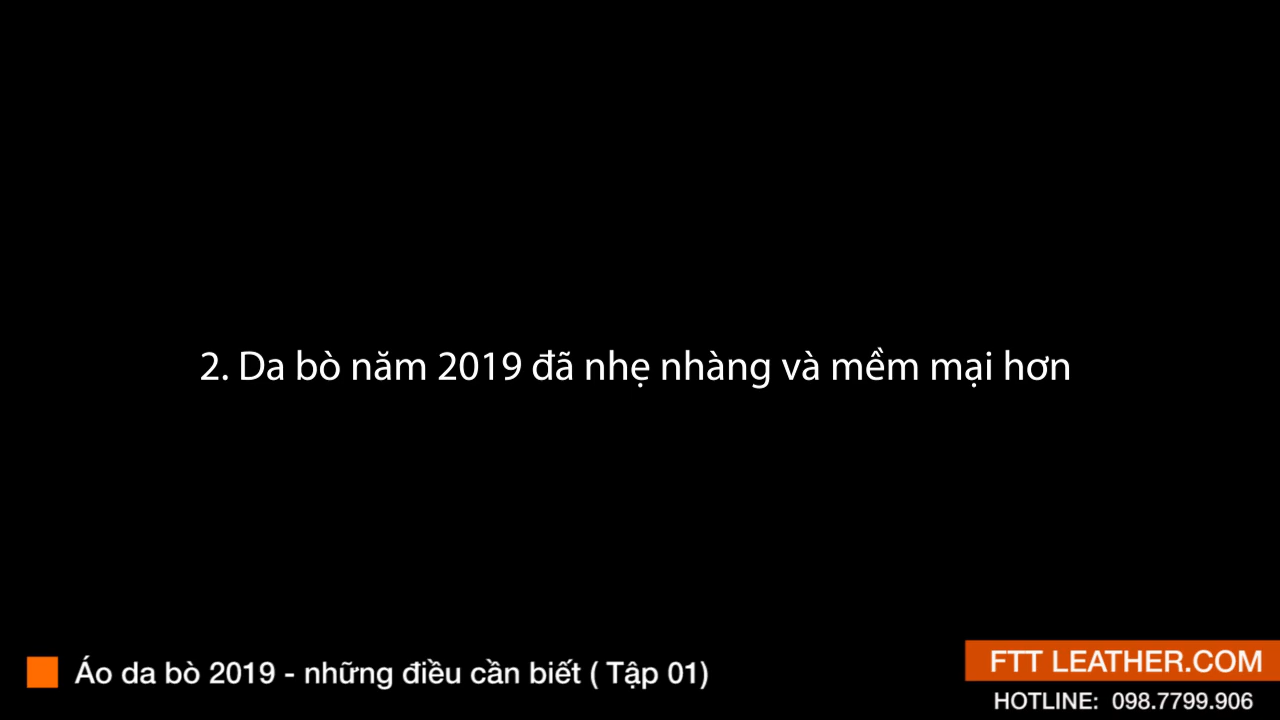 2. Da bò năm 2019 đã nhẹ nhàng và mềm mại hơn
Áo da bò 2019 - những điều cần biết ( Tập 01)
FTT LEATHER.COM
HOTLINE: 098.7799.906